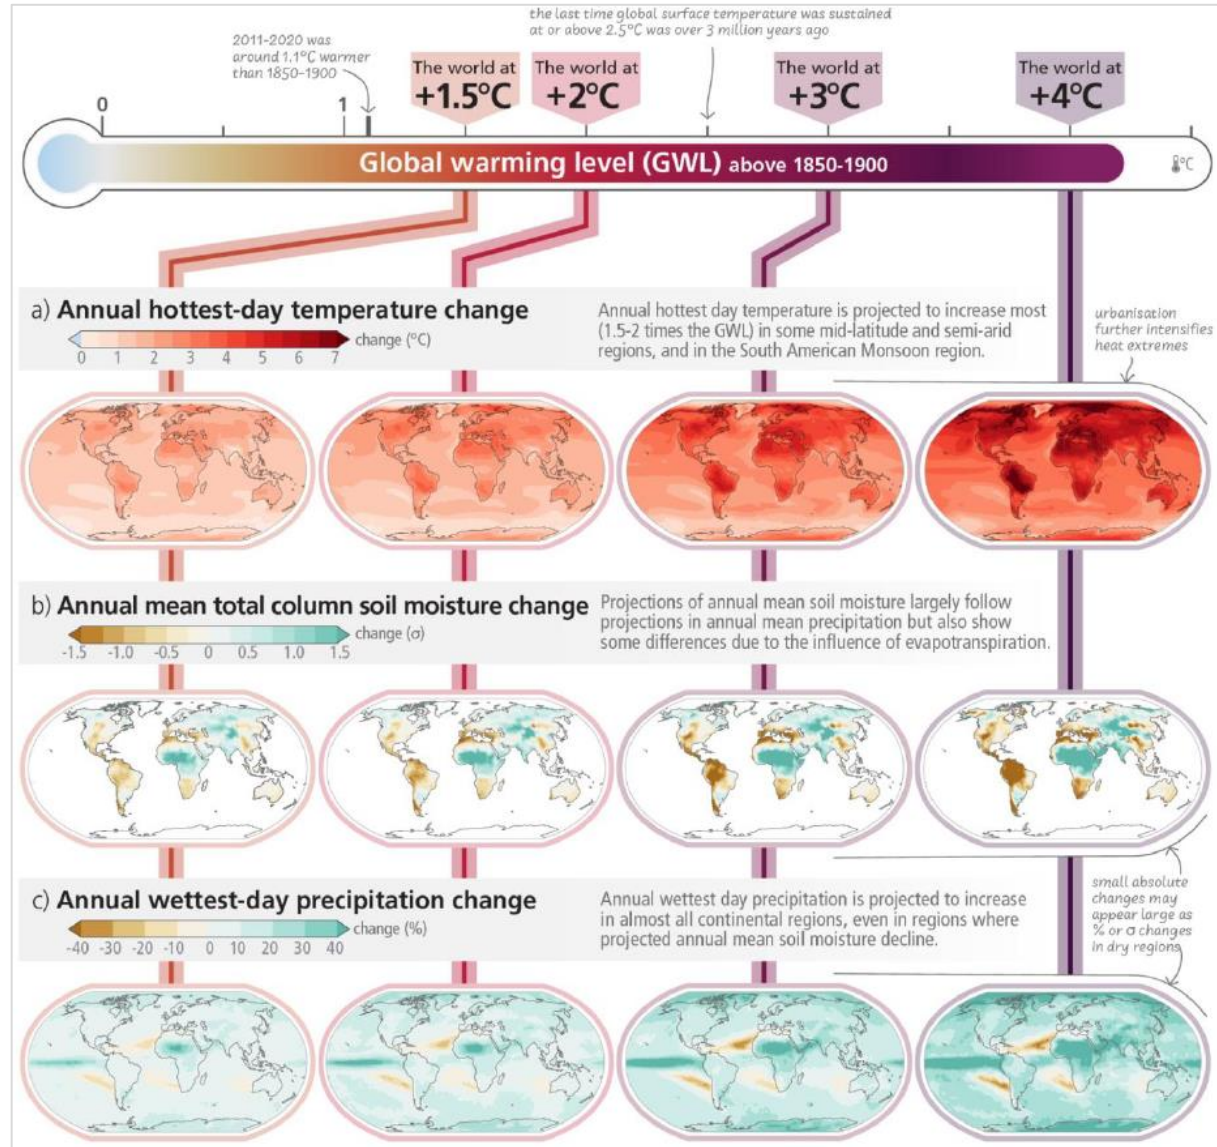 the last time global surface temperature was sustained
at or above 2.5°C was over 3 million years ago
2011-2020 was
around 1.1°C warmer
than 1850-1900
The world at
+1.5°C
The world at
+2°C
The world at
+3°C
The world at
+4°C
0
1
Global warming level (GWL) above 1850-1900
°C
a) Annual hottest-day temperature change
change (°C)
0 1 2 3 4 5 6 7
Annual hottest day temperature is projected to increase most
(1.5-2 times the GWL) in some mid-latitude and semi-arid
regions, and in the South American Monsoon region.
urbanisation
further intensifies
heat extremes
b) Annual mean total column soil moisture change
change (σ)
-1.5 -1.0 -0.5 0 0.5 1.0 1.5
Projections of annual mean soil moisture largely follow
projections in annual mean precipitation but also show
some differences due to the influence of evapotranspiration.
c) Annual wettest-day precipitation change
change (%)
-40 -30 -20 -10 0 10 20 30 40
Annual wettest day precipitation is projected to increase
in almost all continental regions, even in regions where
projected annual mean soil moisture decline.
small absolute
changes may
appear large as
% or σ changes
in dry regions